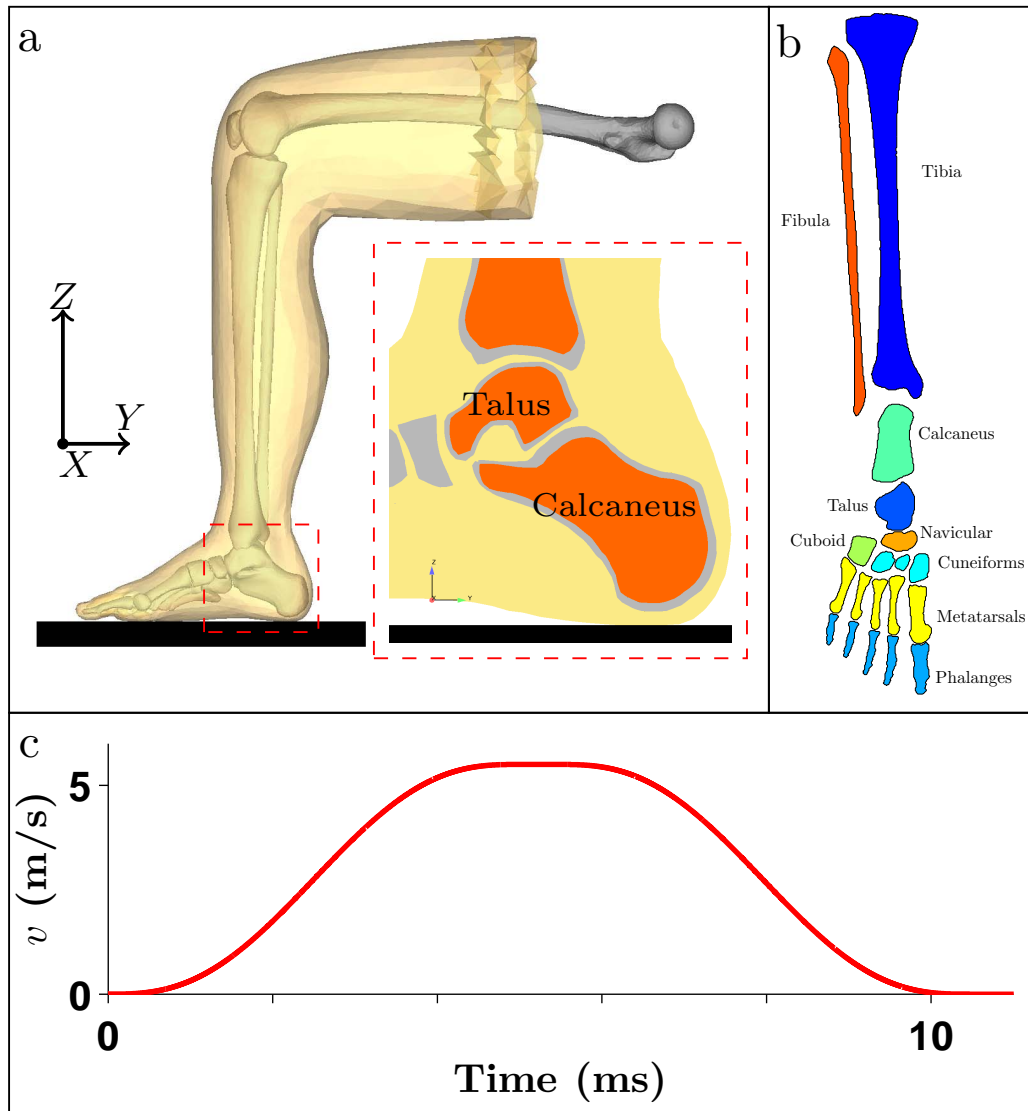 a
Z
Y
X
Talus
Calcaneus
Z
X
Y
b
Tibia
Fibula
Calcaneus
Talus
Navicular
Cuboid
Cuneiforms
Metatarsals
Phalanges
c
5
0
v (m/s)
0
10
Time (ms)